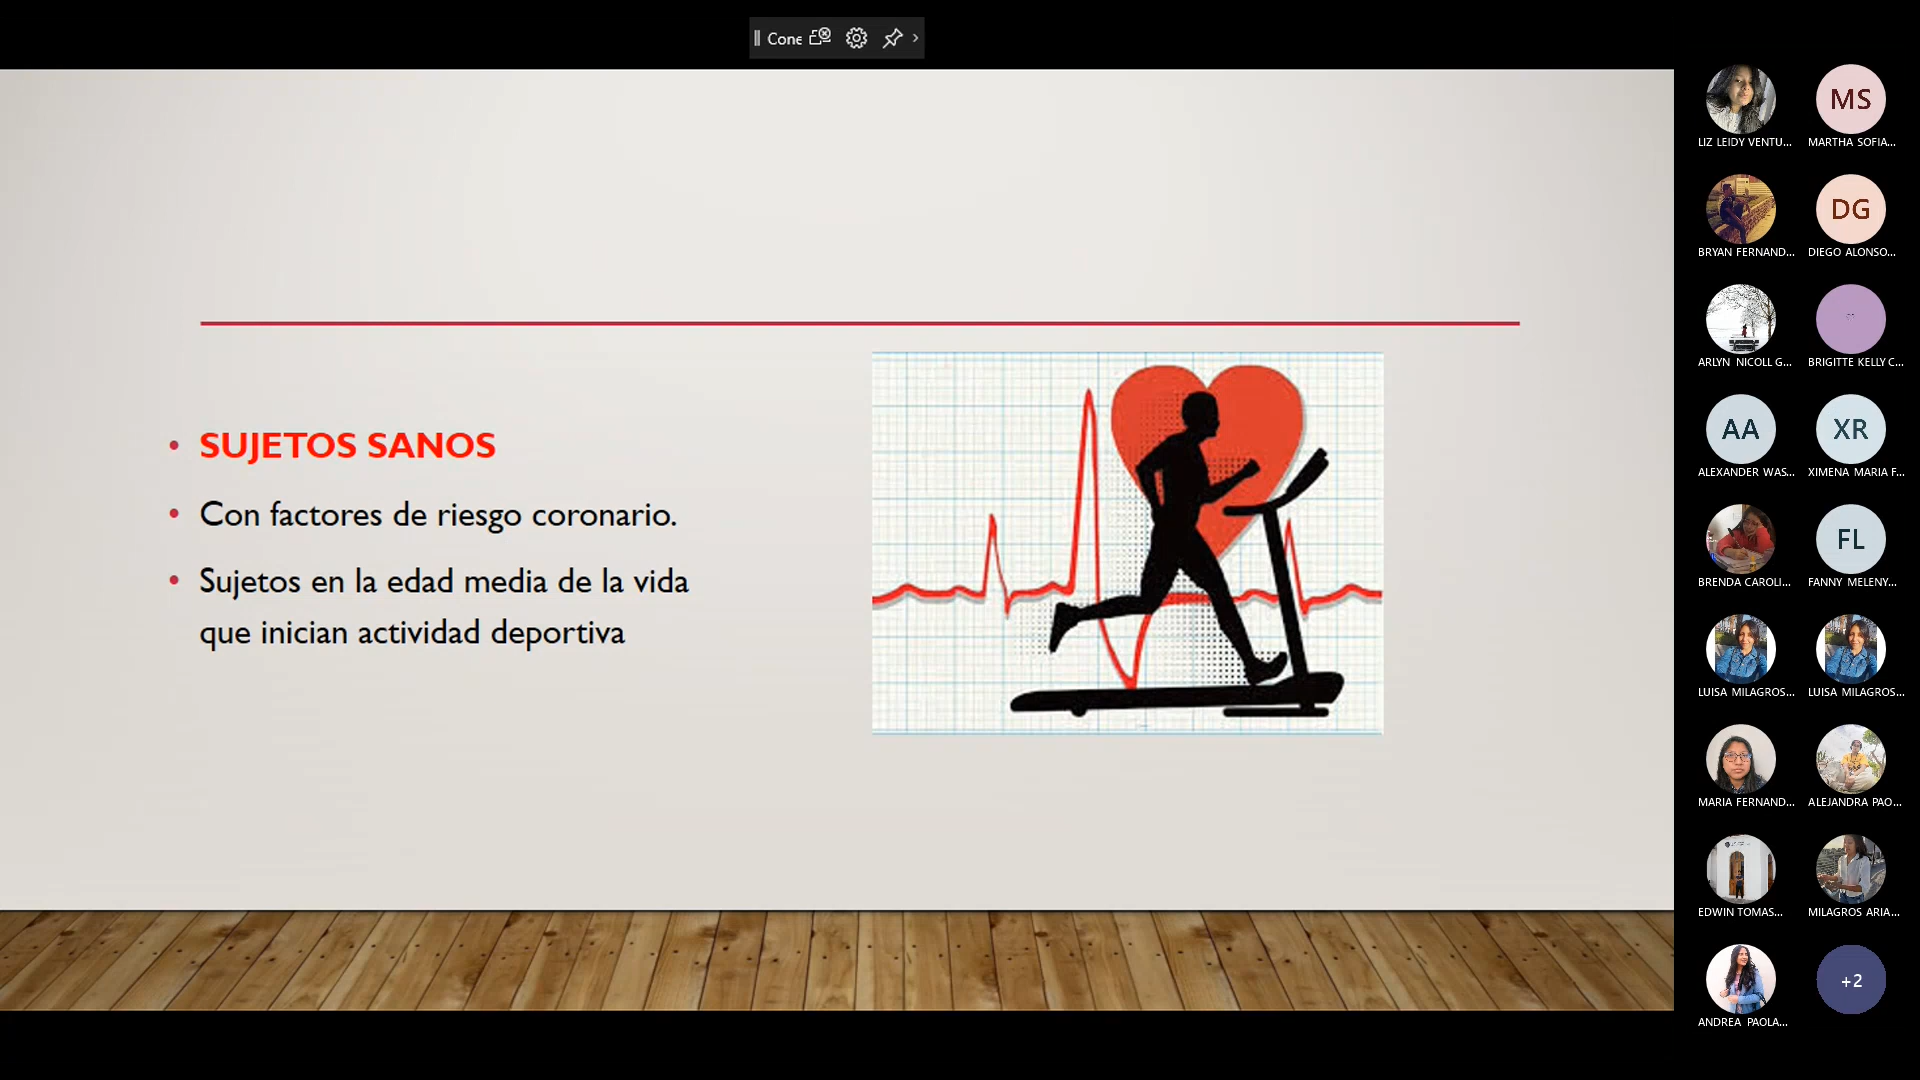 Cone
SUJETOS SANOS
Con factores de riesgo coronario.
Sujetos en la edad media de la vida
que inician actividad deportiva
LIZ LEIDY VENTU...
MS
MARTHA SOFIA...
BRYAN FERNAND...
DG
DIEGO ALONSO...
ARLYN NICOLL G...
BRIGITTE KELLY C...
AA
ALEXANDER WAS...
XR
XIMENA MARIA F...
BRENDA CAROLI...
FL
FANNY MELENY...
LUISA MILAGROS...
LUISA MILAGROS...
MARIA FERNAND...
ALEJANDRA PAO...
EDWIN TOMAS...
MILAGROS ARIA...
ANDREA PAOLA...
+2